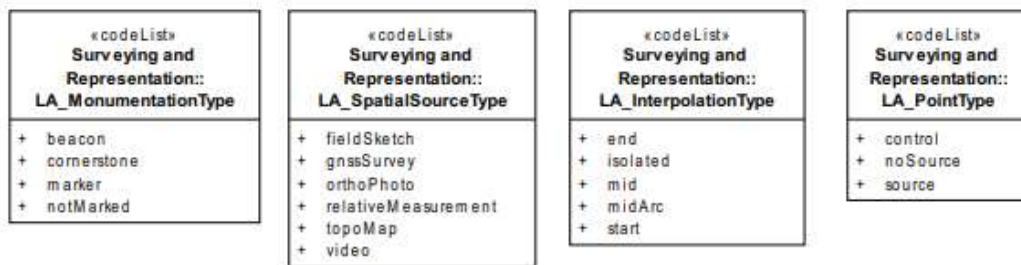 «codeList»
Surveying and
Representation::
LA_MonumentationType
+ beacon
+ cornerstone
+ marker
+ notMarked
«codeList»
Surveying and
Representation::
LA_SpatialSourceType
+ fieldSketch
+ gnssSurvey
+ orthoPhoto
+ relativeMeasurement
+ topoMap
+ video
«codeList»
Surveying and
Representation::
LA_InterpolationType
+ end
+ isolated
+ mid
+ midArc
+ start
«codeList»
Surveying and
Representation::
LA_PointType
+ control
+ noSource
+ source